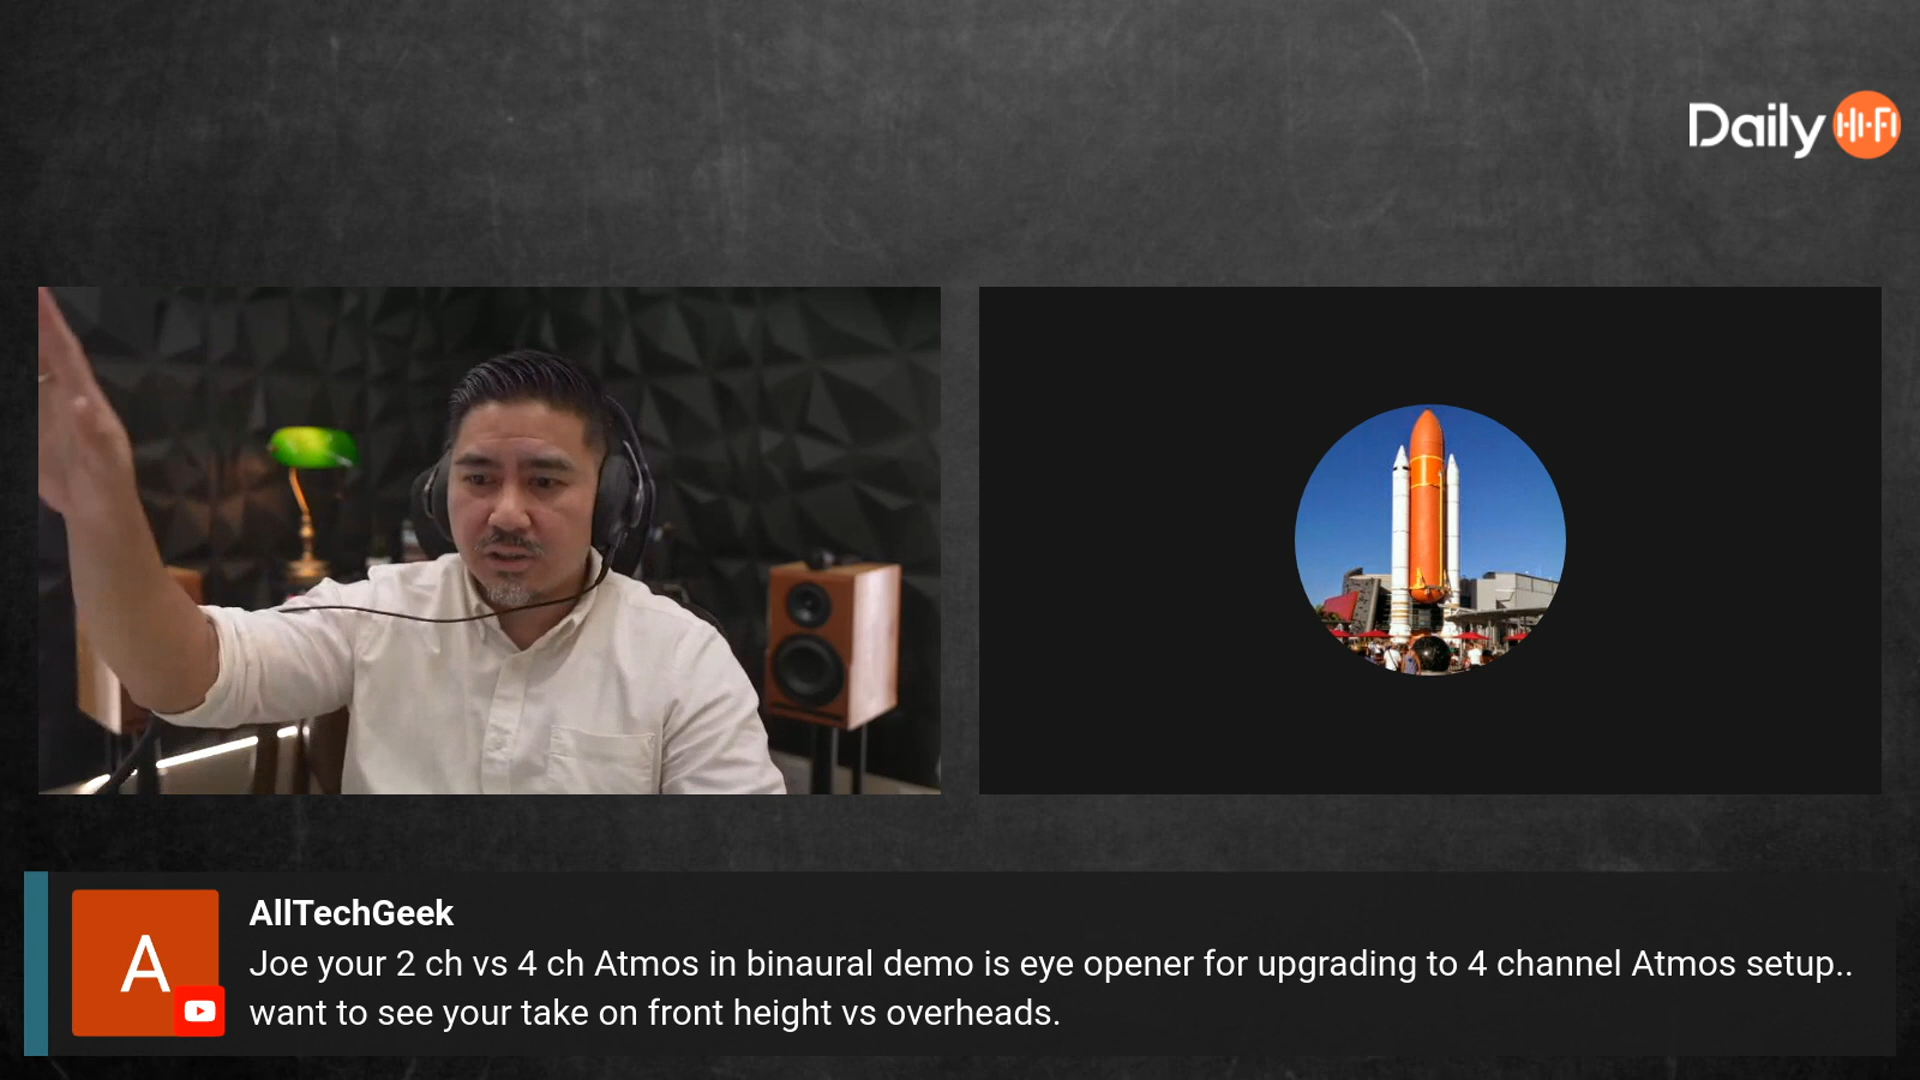 Daily HI-FI
AllTechGeek
A
Joe your 2 ch vs 4 ch Atmos in binaural demo is eye opener for upgrading to 4 channel Atmos setup..
want to see your take on front height vs overheads.